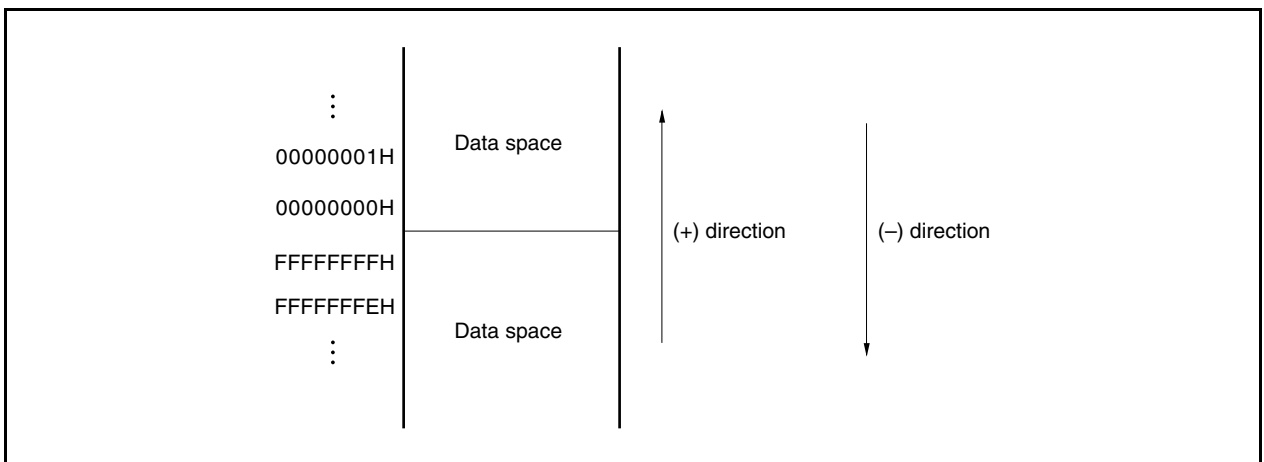 ⋮
00000001H
Data space
00000000H
(+) direction
(–) direction
FFFFFFFFH
FFFFFFFEH
Data space
⋮